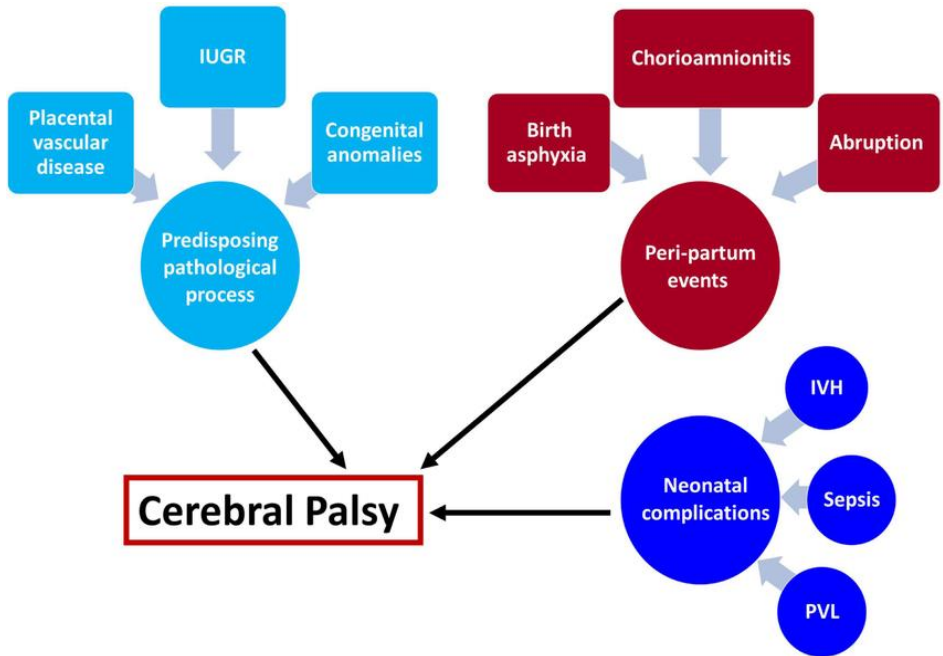 IUGR
Placental
vascular
disease
Congenital
anomalies
Predisposing
pathological
process
Chorioamnionitis
Birth
asphyxia
Abruption
Peri-partum
events
IVH
Neonatal
complications
Sepsis
PVL
Cerebral Palsy